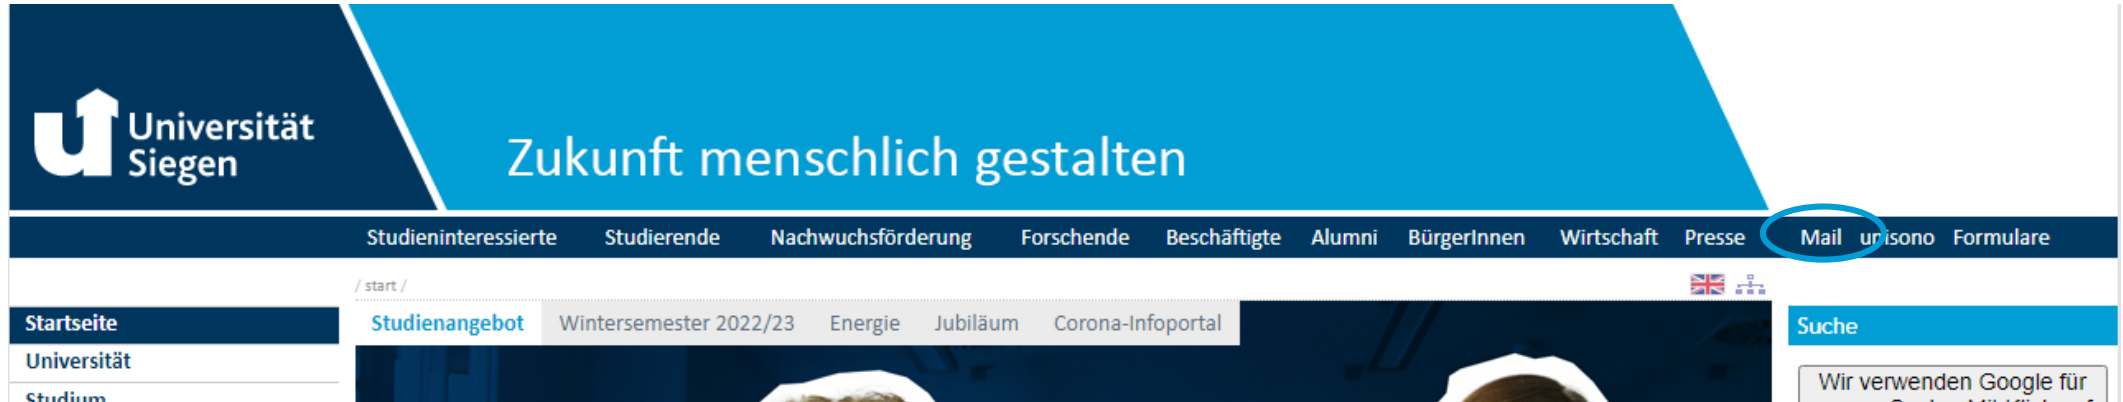 Universität
Siegen
Zukunft menschlich gestalten
Studieninteressierte Studierende Nachwuchsförderung Forschende Beschäftigte Alumni BürgerInnen Wirtschaft Presse Mail unisono Formulare
/ start /
Startseite
Studienangebot Wintersemester 2022/23 Energie Jubiläum Corona-Infoportal
Suche
Universität
Wir verwenden Google für
Studium